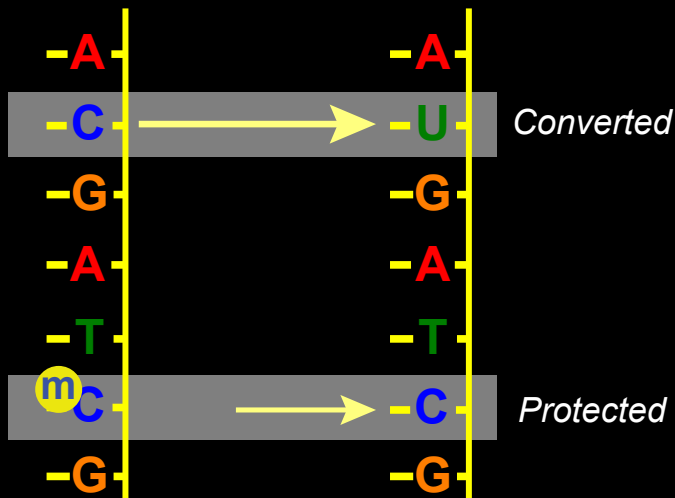 A A
C U Converted
G G
A A
T T
m C C Protected
G G